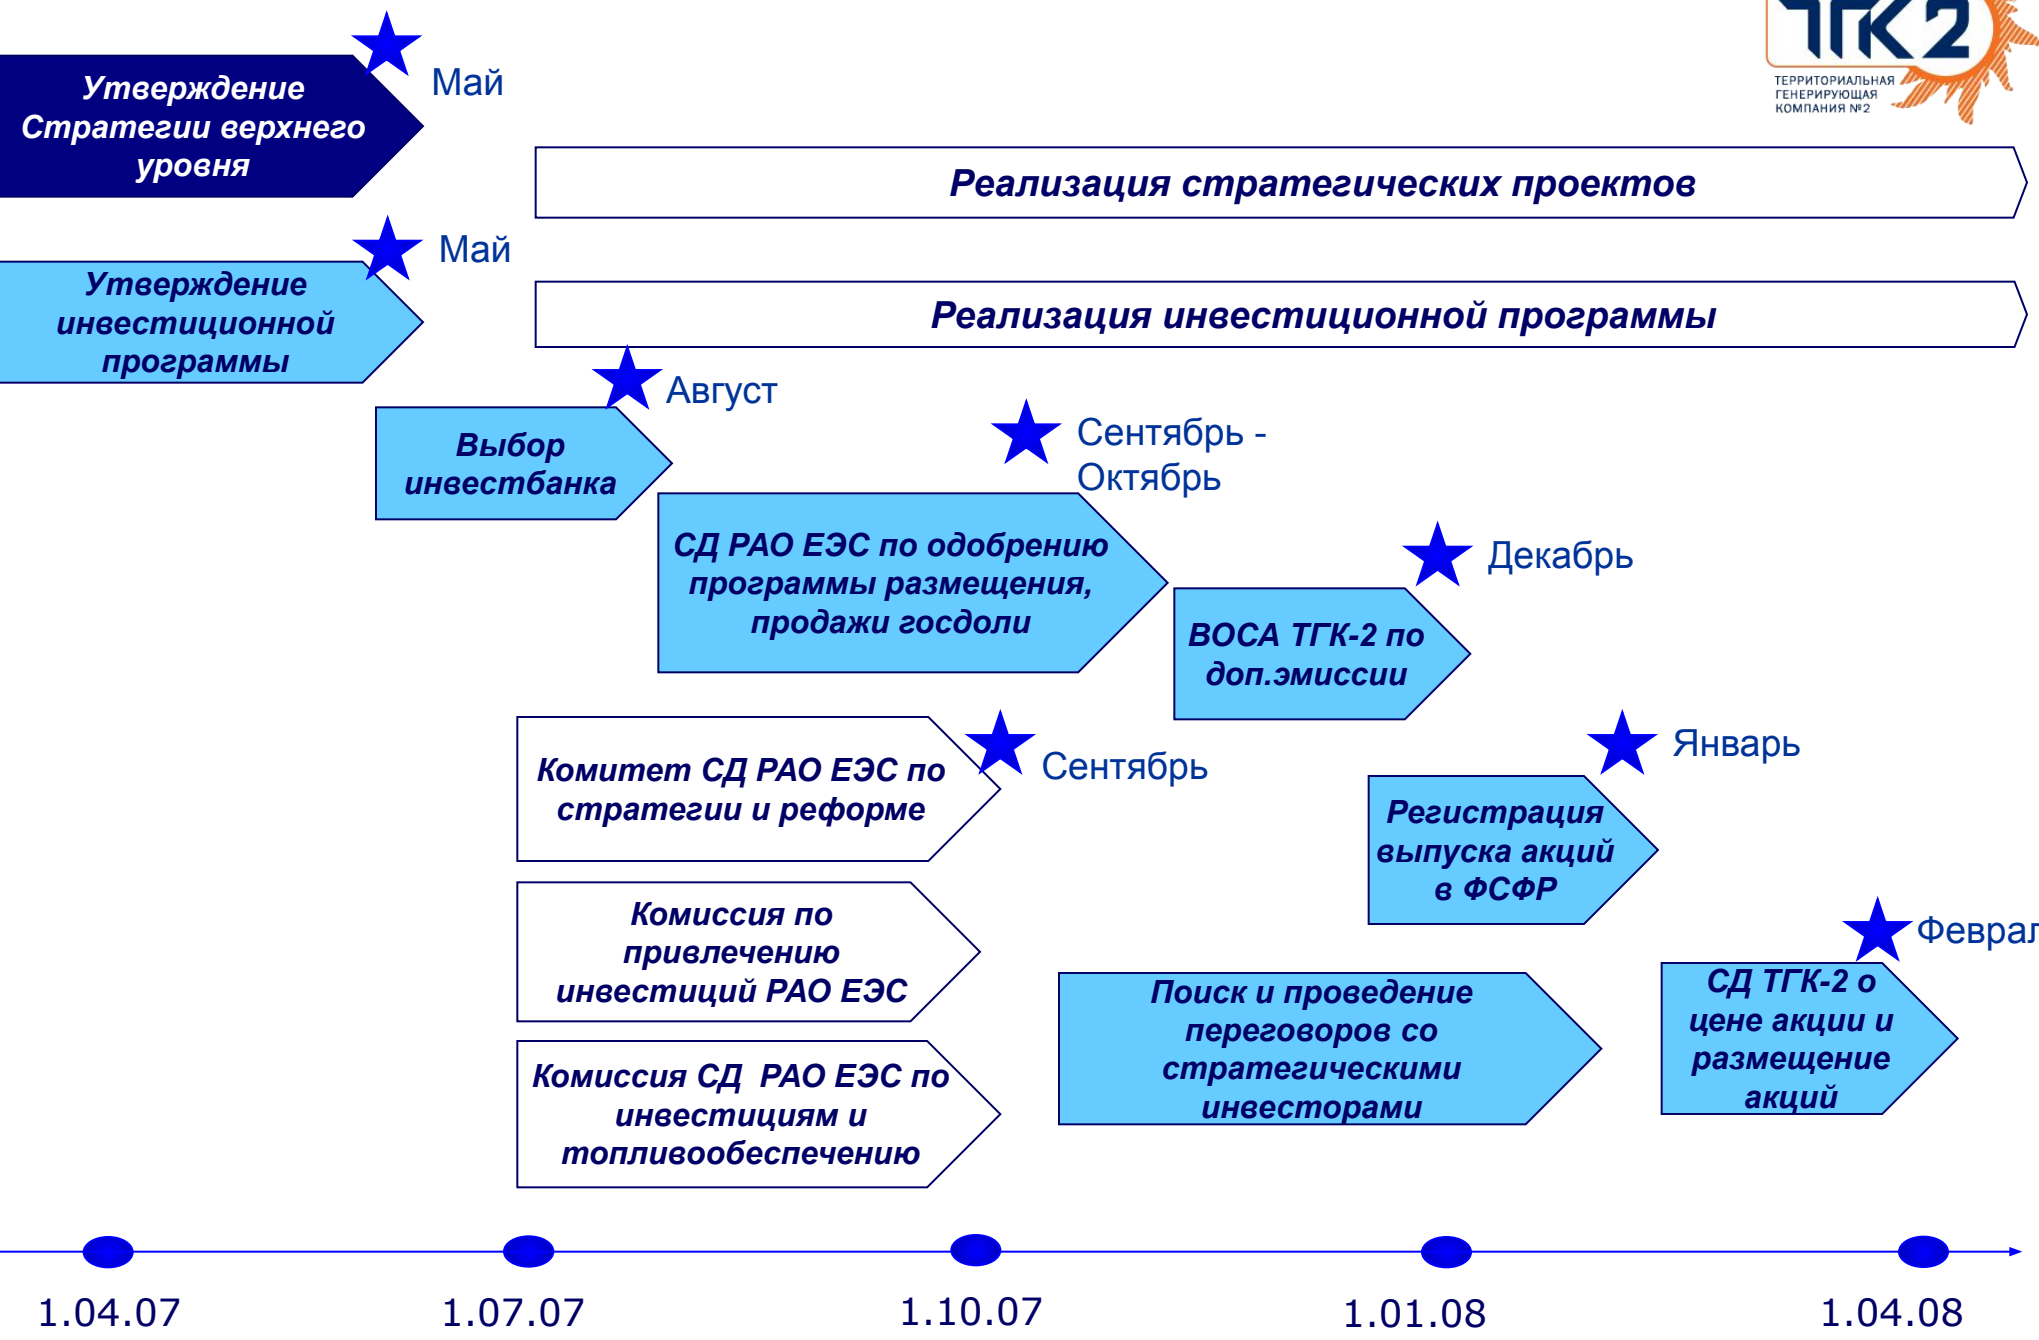 ТГК 2
ТЕРРИТОРИАЛЬНАЯ
ГЕНЕРИРУЮЩАЯ
КОМПАНИЯ №2
Утверждение
Стратегии верхнего
уровня
Май
Реализация стратегических проектов
Утверждение
инвестиционной
программы
Май
Реализация инвестиционной программы
Выбор
инвестбанка
Август
Сентябрь -
Октябрь
СД РАО ЕЭС по одобрению
программы размещения,
продажи госдоли
Декабрь
ВОСА ТГК-2 по
доп.эмиссии
Комитет СД РАО ЕЭС по
стратегии и реформе
Сентябрь
Январь
Регистрация
выпуска акций
в ФСФР
Комиссия по
привлечению
инвестиций РАО ЕЭС
Феврал
Поиск и проведение
переговоров со
стратегическими
инвесторами
СД ТГК-2 о
цене акции и
размещение
акций
Комиссия СД  РАО ЕЭС по
инвестициям и
топливообеспечению
1.04.07
1.07.07
1.10.07
1.01.08
1.04.08